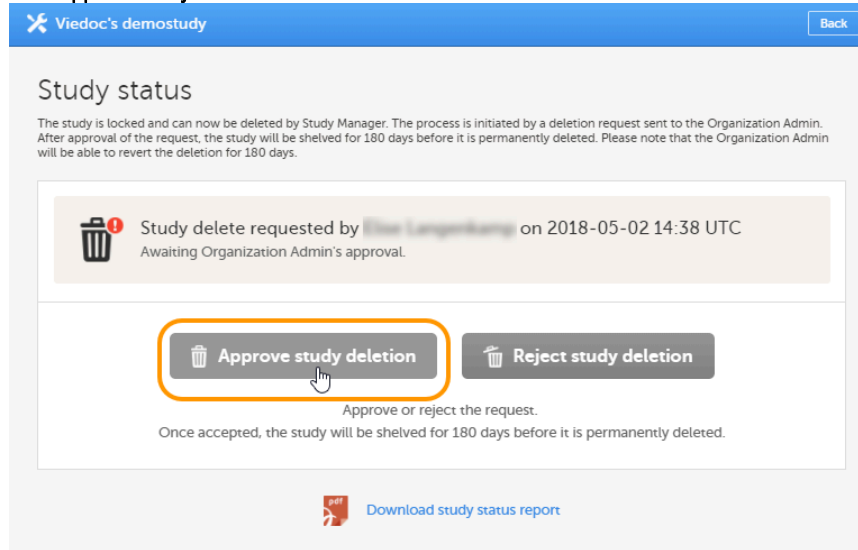 Viedoc's demostudy
Back
Study status
The study is locked and can now be deleted by Study Manager. The process is initiated by a deletion request sent to the Organization Admin.
After approval of the request, the study will be shelved for 180 days before it is permanently deleted. Please note that the Organization Admin
will be able to revert the deletion for 180 days.
Study delete requested by on 2018-05-02 14:38 UTC
Awaiting Organization Admin's approval.
Approve study deletion
Reject study deletion
Approve or reject the request.
Once accepted, the study will be shelved for 180 days before it is permanently deleted.
pdf
Download study status report